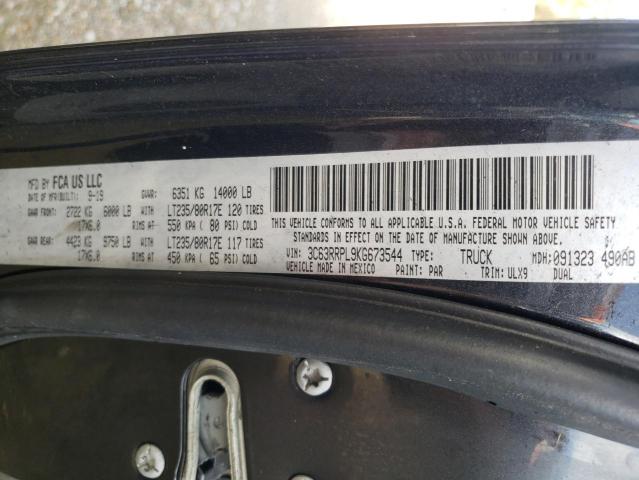 MFD BY FCA US LLC
DATE OF MFR(BUILT): 9-19 GVWR: 6351 KG 14000 LB
GAWR FRONT: 2722 KG 6000 LB WITH LT235/80R17E 120 TIRES
17X6.0 RIMS AT 550 KPA( 80 PSI) COLD
GAWR REAR: 4423 KG 9750 LB WITH LT235/80R17E 117 TIRES
17X6.0 RIMS AT 450 KPA( 65 PSI) COLD
THIS VEHICLE CONFORMS TO ALL APPLICABLE U.S.A. FEDERAL MOTOR VEHICLE SAFETY
STANDARDS IN EFFECT ON THE DATE OF MANUFACTURE SHOWN ABOVE.
VIN: 3C63RRPL9KG673544 TYPE: TRUCK MDH: 091323 490AB
VEHICLE MADE IN MEXICO PAINT: PAR TRIM: ULX9 DUAL